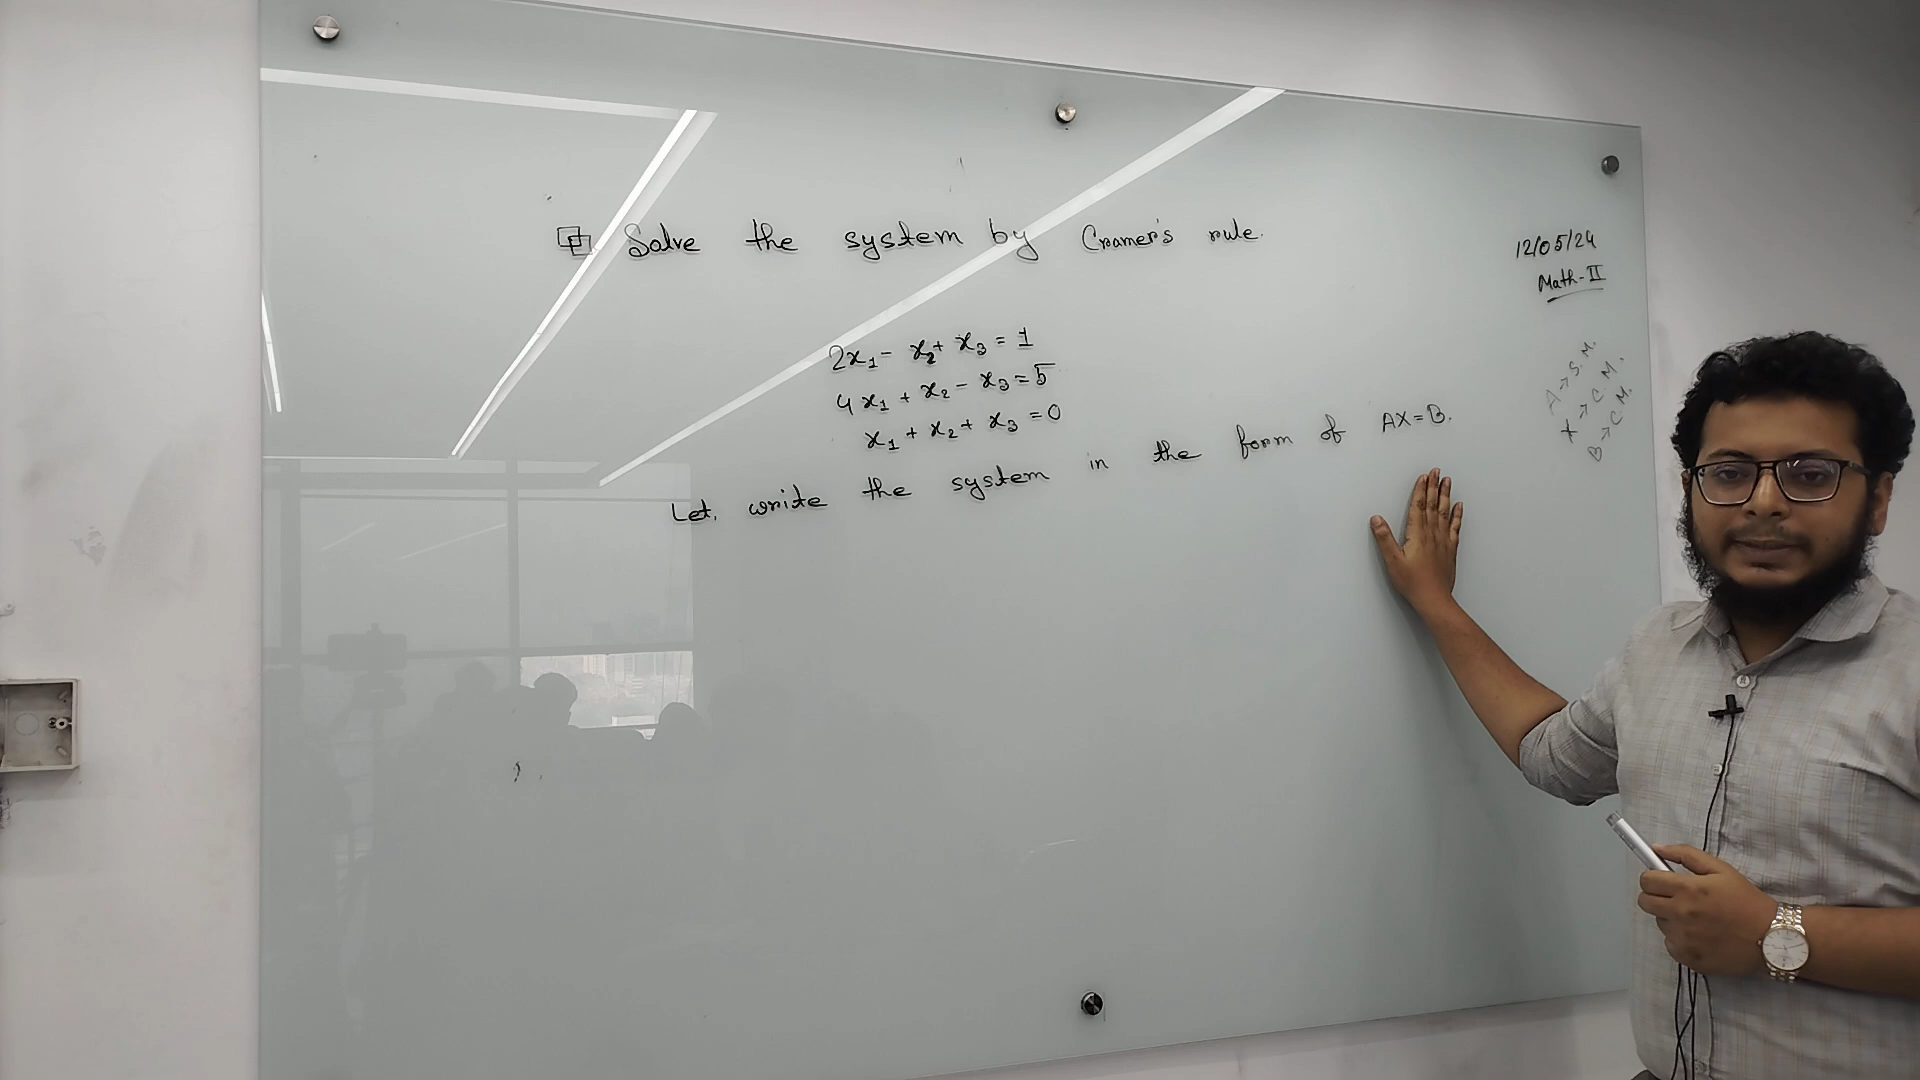 Solve the system by Cramer's rule.
12/05/24
Math-II
2x₁ - x₂ + x₃ = 1
4x₁ + x₂ - x₃ = 5
x₁ + x₂ + x₃ = 0
Let, write the system in the form of AX=B.
A → S.M.
X → C.M.
B → C.M.